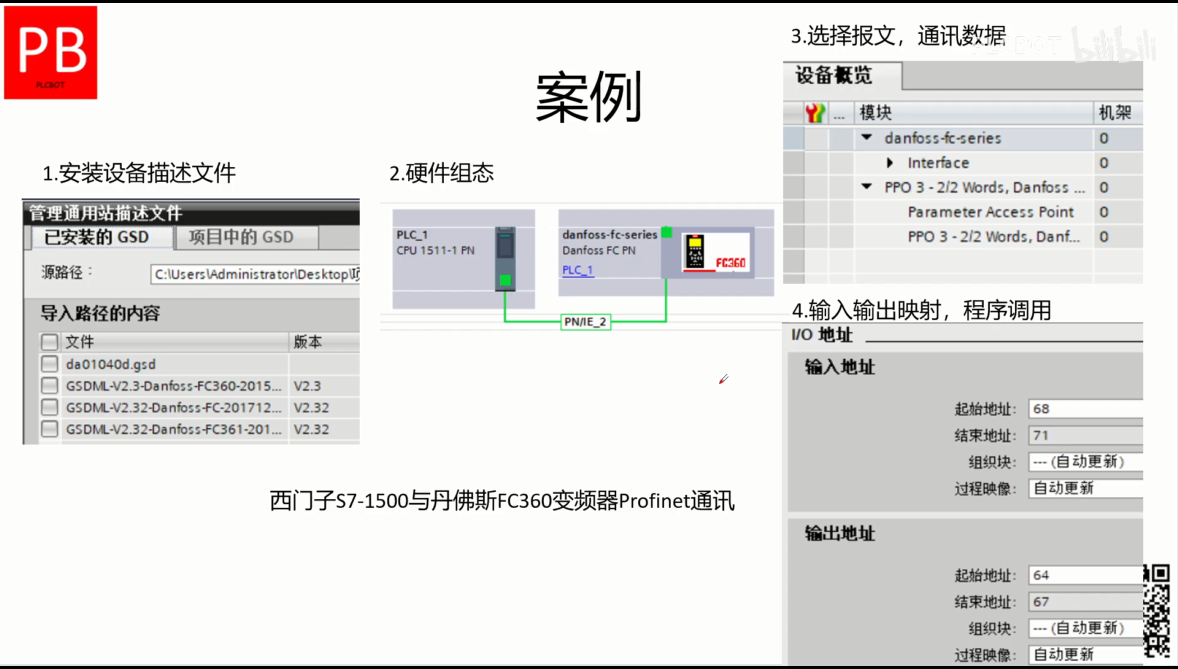 PB
PLCBOT
案例
1.安装设备描述文件
管理通用站描述文件
已安装的 GSD
项目中的 GSD
源路径：
C:\Users\Administrator\Desktop\
导入路径的内容
文件
版本
da01040d.gsd
GSDML-V2.3-Danfoss-FC360-2015...
V2.3
GSDML-V2.32-Danfoss-FC-201712...
V2.32
GSDML-V2.32-Danfoss-FC361-201...
V2.32
2.硬件组态
PLC_1
CPU 1511-1 PN
danfoss-fc-series
Danfoss FC PN
PLC_1
FC360
PN/IE_2
西门子S7-1500与丹佛斯FC360变频器Profinet通讯
3.选择报文，通讯数据
bilibili
设备概览
... 模块 机架
danfoss-fc-series 0
Interface 0
PPO 3 - 2/2 Words, Danfoss ... 0
Parameter Access Point 0
PPO 3 - 2/2 Words, Danf... 0
4.输入输出映射，程序调用
I/O 地址
输入地址
起始地址： 68
结束地址： 71
组织块： --- (自动更新)
过程映像： 自动更新
输出地址
起始地址： 64
结束地址： 67
组织块： --- (自动更新)
过程映像： 自动更新